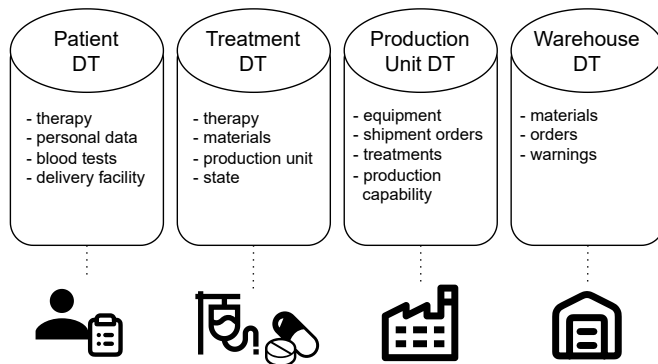 Patient
DT
- therapy
- personal data
- blood tests
- delivery facility
Treatment
DT
- therapy
- materials
- production unit
- state
Production
Unit DT
- equipment
- shipment orders
- treatments
- production
capability
Warehouse
DT
- materials
- orders
- warnings